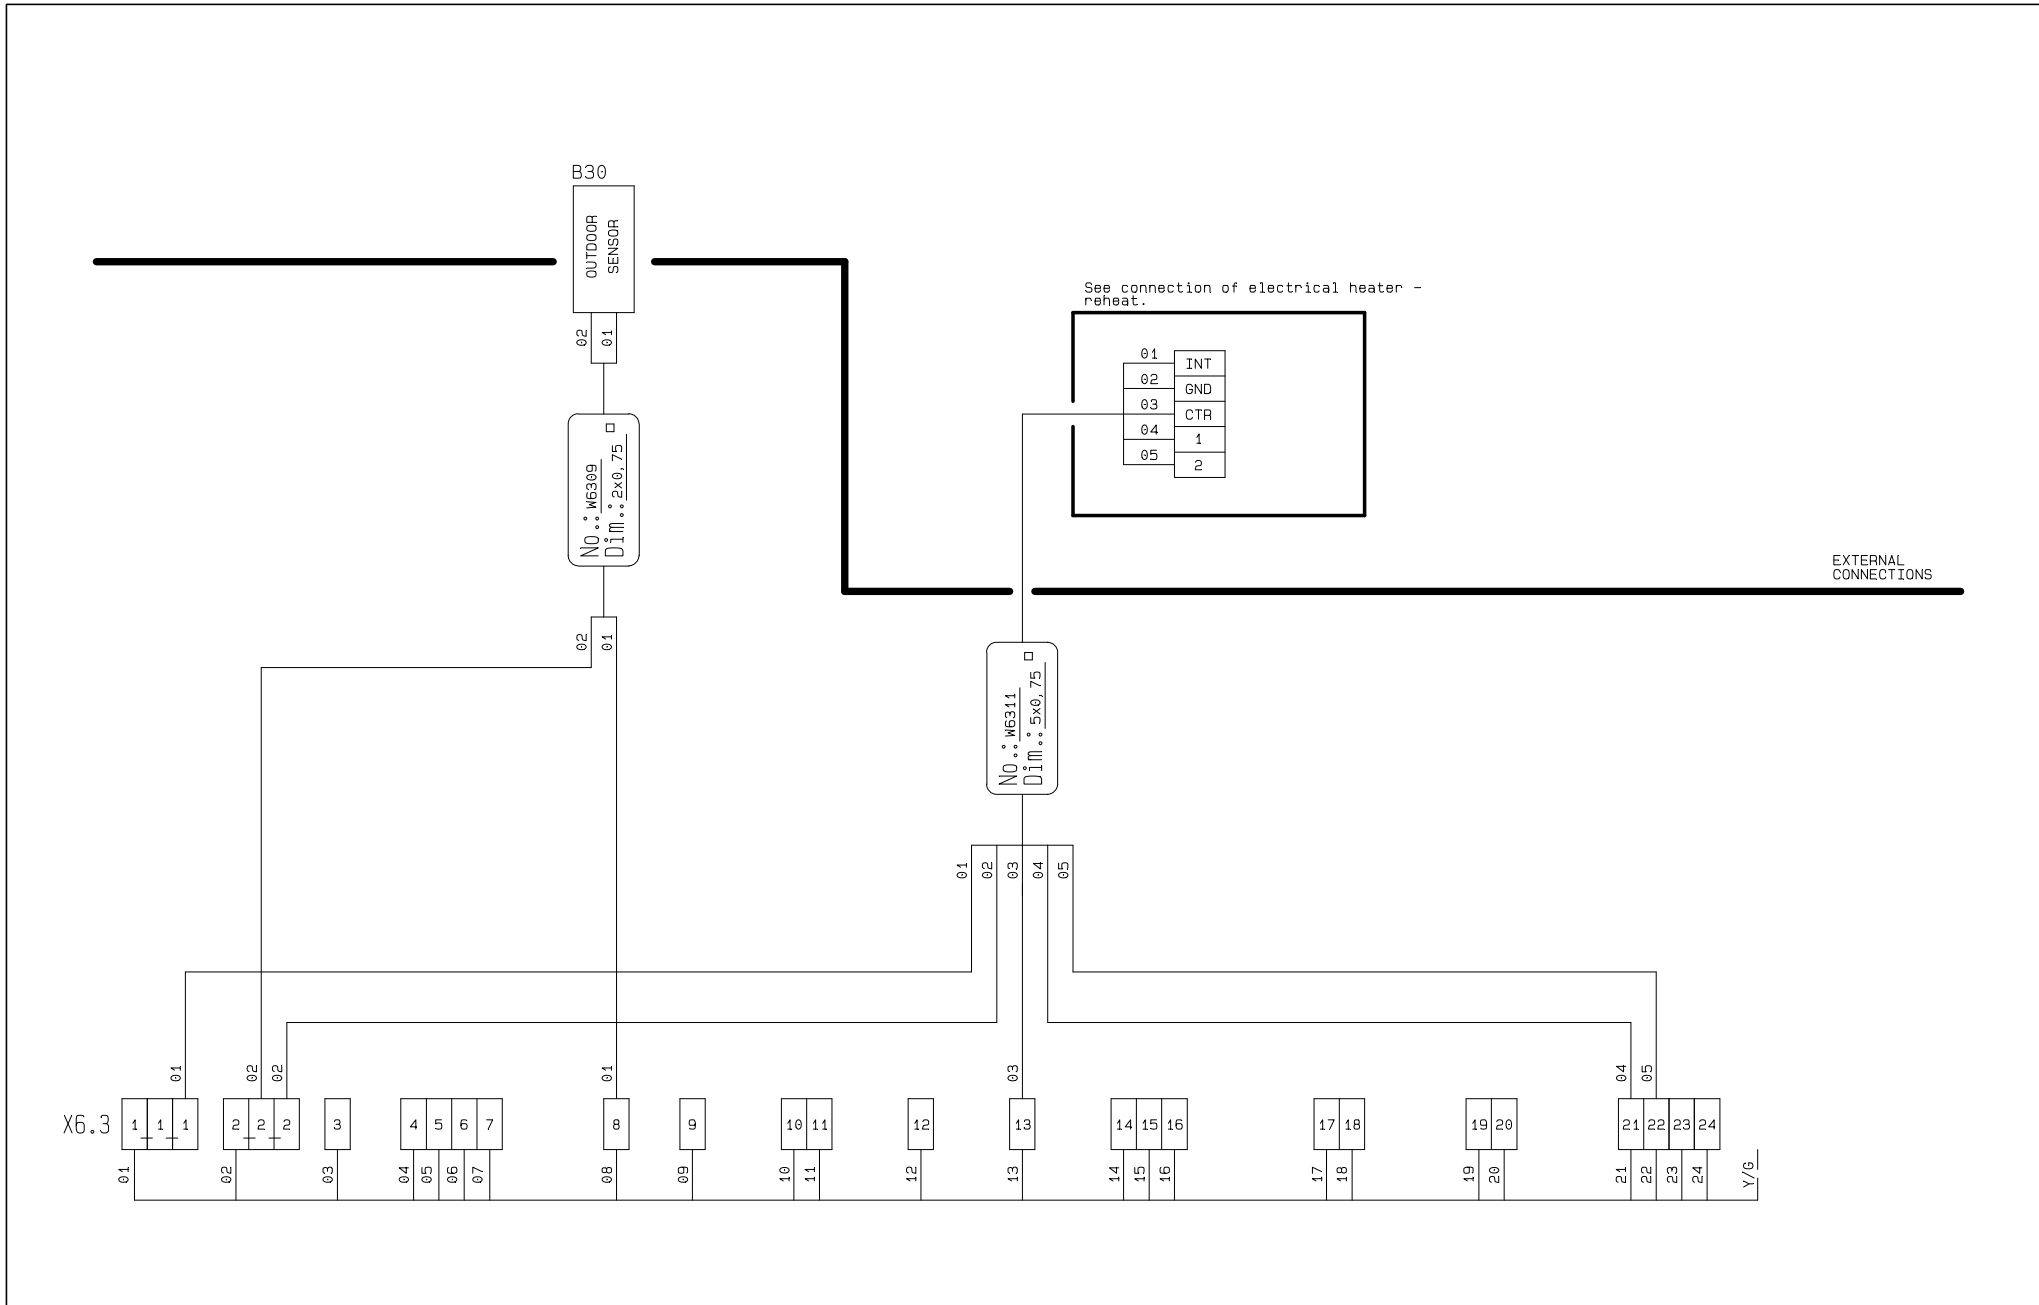 B30
OUTDOOR
SENSOR
02
01
See connection of electrical heater -
reheat.
01 INT
02 GND
03 CTR
04 1
05 2
No.: W6309
Dim.: 2x0,75
EXTERNAL
CONNECTIONS
02
01
No.: W6311
Dim.: 5x0,75
01 02 03 04 05
01 02 02 01 03 04 05
X6.3 1 1 1 2 2 2 3 4 5 6 7 8 9 10 11 12 13 14 15 16 17 18 19 20 21 22 23 24
01 02 03 04 05 06 07 08 09 10 11 12 13 14 15 16 17 18 19 20 21 22 23 24 Y/G